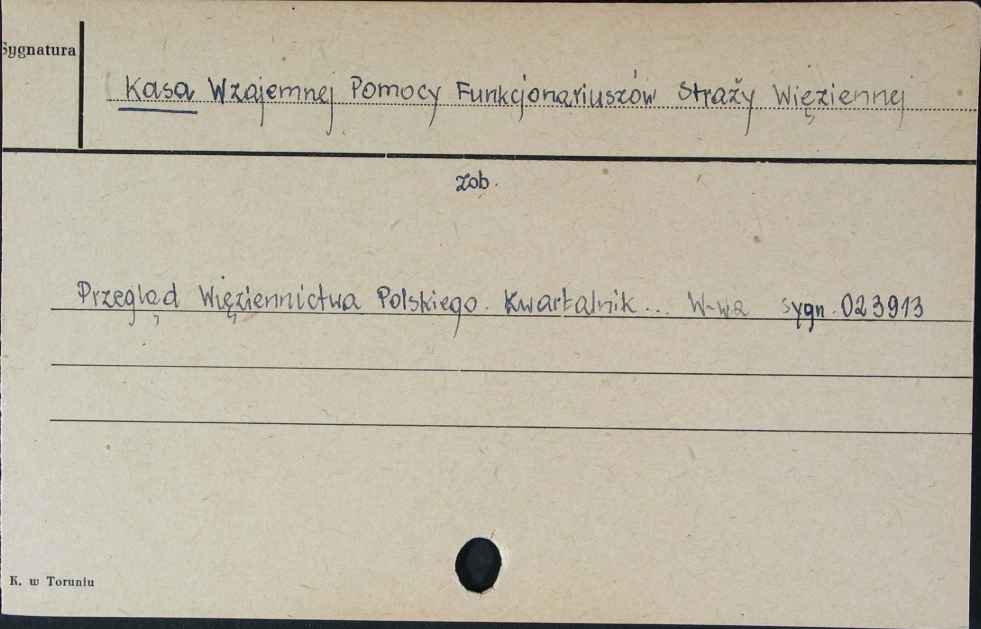 Sygnatura
Kasa Wzajemnej Pomocy Funkcjonariuszów Straży Więziennej
zob.
Przegląd Więziennictwa Polskiego. Kwartalnik... W-wa sygn. 023913
K. w Toruniu